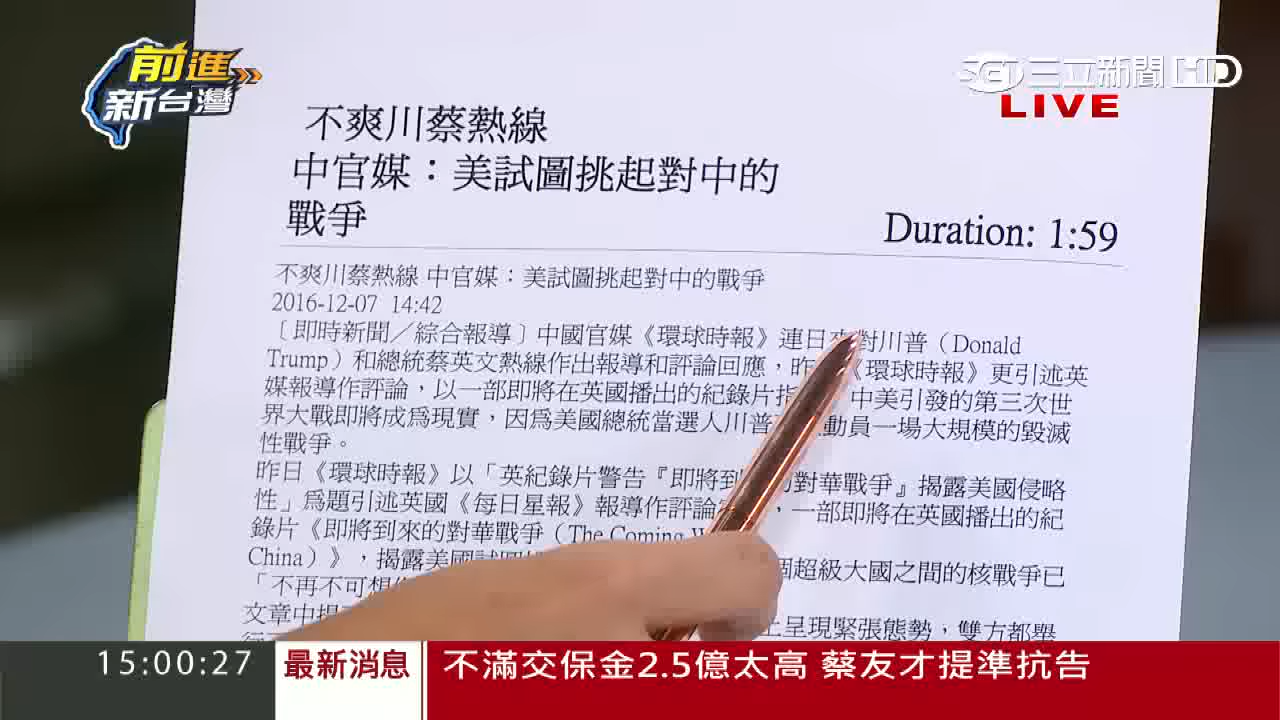 前進
新台灣
SET 三立新聞 HD
LIVE
不爽川蔡熱線
中官媒：美試圖挑起對中的
戰爭
Duration: 1:59
不爽川蔡熱線 中官媒：美試圖挑起對中的戰爭
2016-12-07 14:42
〔即時新聞／綜合報導〕中國官媒《環球時報》連日來對川普（Donald
Trump）和總統蔡英文熱線作出報導和評論回應，昨《環球時報》更引述英
媒報導作評論，以一部即將在英國播出的紀錄片指 中美引發的第三次世
界大戰即將成為現實，因為美國總統當選人川普 動員一場大規模的毀滅
性戰爭。
昨日《環球時報》以「英紀錄片警告『即將到 對華戰爭』揭露美國侵略
性」為題引述英國《每日星報》報導作評論 ，一部即將在英國播出的紀
錄片《即將到來的對華戰爭（The Coming
China）》，揭露美國試圖 超級大國之間的核戰爭已
「不再不可想
文章中提 上呈現緊張態勢，雙方都舉
15:00:27
最新消息
不滿交保金2.5億太高 蔡友才提準抗告